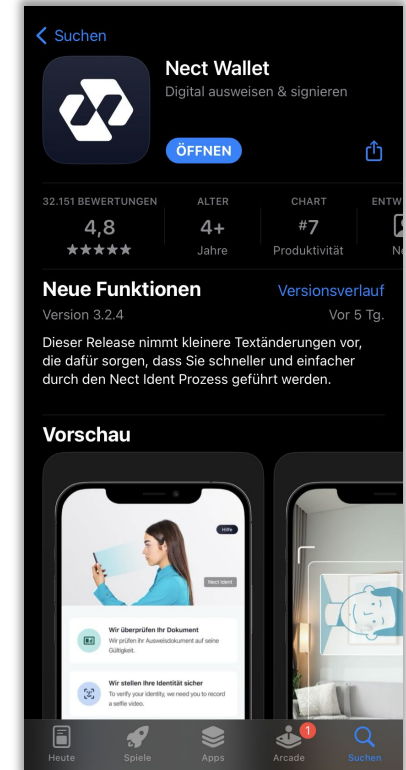 Suchen
Nect Wallet
Digital ausweisen & signieren
ÖFFNEN
32.151 BEWERTUNGEN ALTER CHART ENTW
4,8 4+ #7
★★★★★ Jahre Produktivität Ne
Neue Funktionen Versionsverlauf
Version 3.2.4 Vor 5 Tg.
Dieser Release nimmt kleinere Textänderungen vor,
die dafür sorgen, dass Sie schneller und einfacher
durch den Nect Ident Prozess geführt werden.
Vorschau
Hilfe
Nect Ident
Wir überprüfen Ihr Dokument
Wir prüfen ihr Ausweisdokument auf seine
Gültigkeit.
Wir stellen Ihre Identität sicher
To verify your identity, we need you to record
a selfie video.
1
Heute Spiele Apps Arcade Suchen